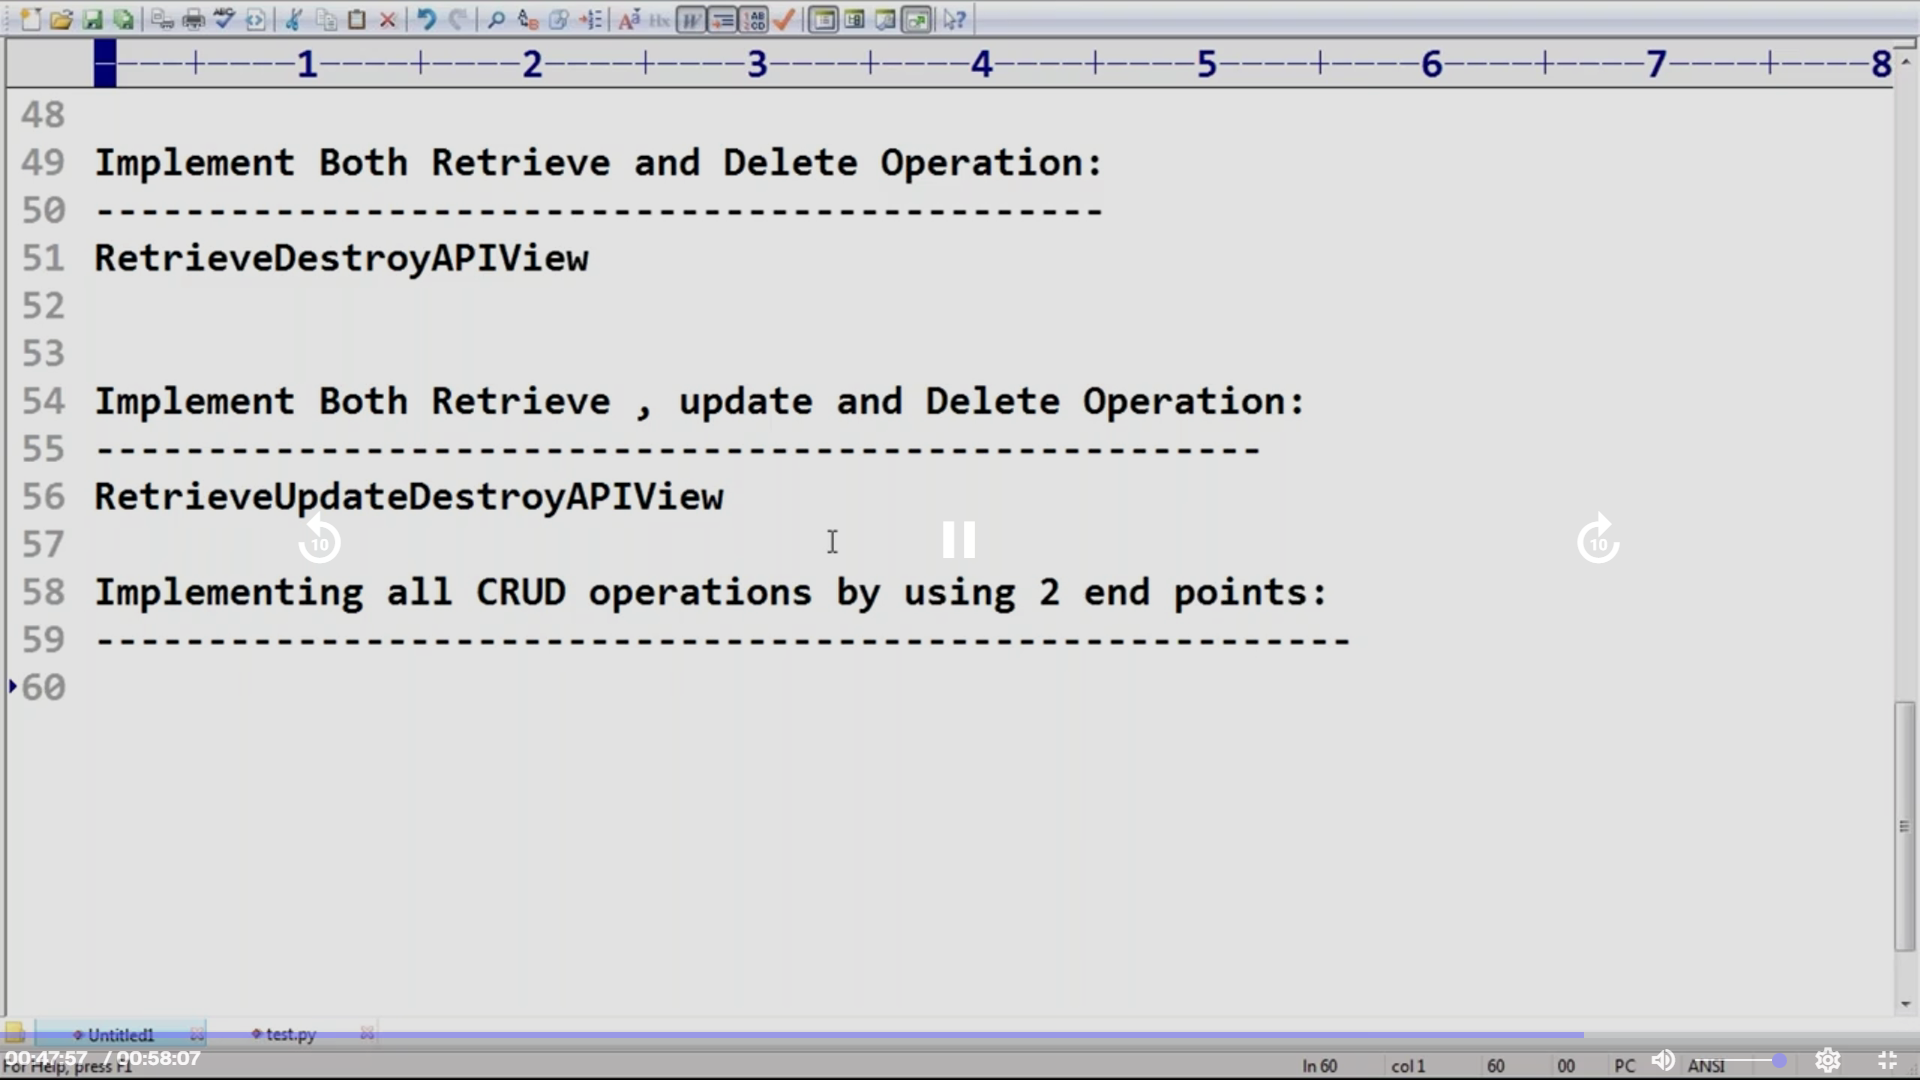 1 2 3 4 5 6 7 8
48
49 Implement Both Retrieve and Delete Operation:
50 ---------------------------------------------
51 RetrieveDestroyAPIView
52
53
54 Implement Both Retrieve , update and Delete Operation:
55 ----------------------------------------------------
56 RetrieveUpdateDestroyAPIView
57
10
10
58 Implementing all CRUD operations by using 2 end points:
59 --------------------------------------------------------
60
Untitled1 test.py
00:47:57 / 00:58:07
For Help, press F1 ln 60 col 1 60 00 PC ANSI